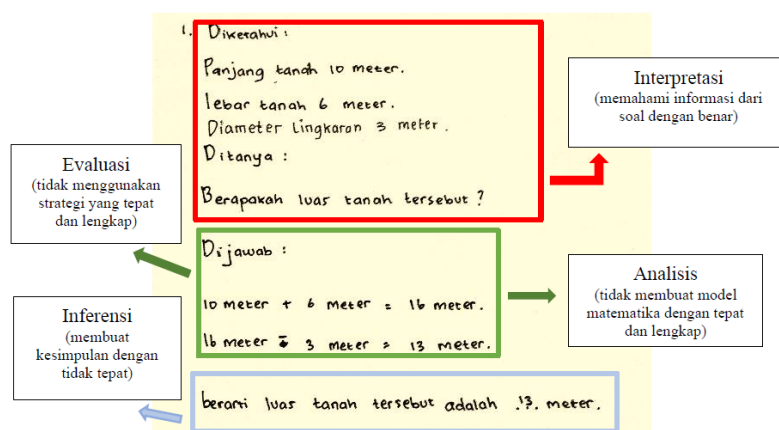 1. Diketahui :
Panjang tanah 10 meter.
lebar tanah 6 meter.
Diameter lingkaran 3 meter.
Ditanya :
Berapakah luas tanah tersebut ?
Interpretasi
(memahami informasi dari
soal dengan benar)
Evaluasi
(tidak menggunakan
strategi yang tepat
dan lengkap)
Dijawab :
10 meter + 6 meter = 16 meter.
16 meter - 3 meter = 13 meter.
Analisis
(tidak membuat model
matematika dengan tepat
dan lengkap)
Inferensi
(membuat
kesimpulan dengan
tidak tepat)
berarti luas tanah tersebut adalah .13. meter.